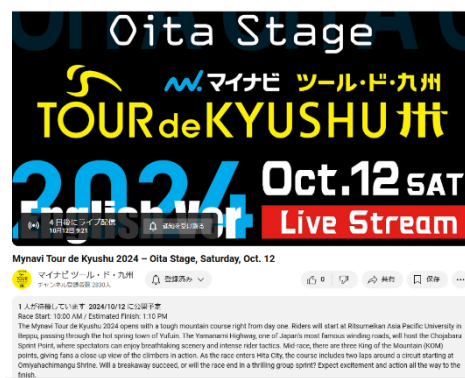 Oita Stage
マイナビ ツール・ド・九州
TOUR de KYUSHU
2024 Oct.12 SAT
English Ver Live Stream
4 日後にライブ配信
10月12日 9:21
通知を受け取る
Mynavi Tour de Kyushu 2024 – Oita Stage, Saturday, Oct. 12
マイナビ ツール・ド・九州
チャンネル登録者数 2830人
登録済み
0
共有
保存
1 人が待機しています 2024/10/12 に公開予定
Race Start: 10:00 AM / Estimated Finish: 1:10 PM
The Mynavi Tour de Kyushu 2024 opens with a tough mountain course right from day one. Riders will start at Ritsumeikan Asia Pacific University in
Beppu, passing through the hot spring town of Yufuin. The Yamanami Highway, one of Japan's most famous winding roads, will host the Chojabaru
Sprint Point, where spectators can enjoy breathtaking scenery and intense rider tactics. Mid-race, there are three King of the Mountain (KOM)
points, giving fans a close up view of the climbers in action. As the race enters Hita City, the course includes two laps around a circuit starting at
Omiyahachimangu Shrine. Will a breakaway succeed, or will the race end in a thrilling group sprint? Expect excitement and action all the way to the
finish.